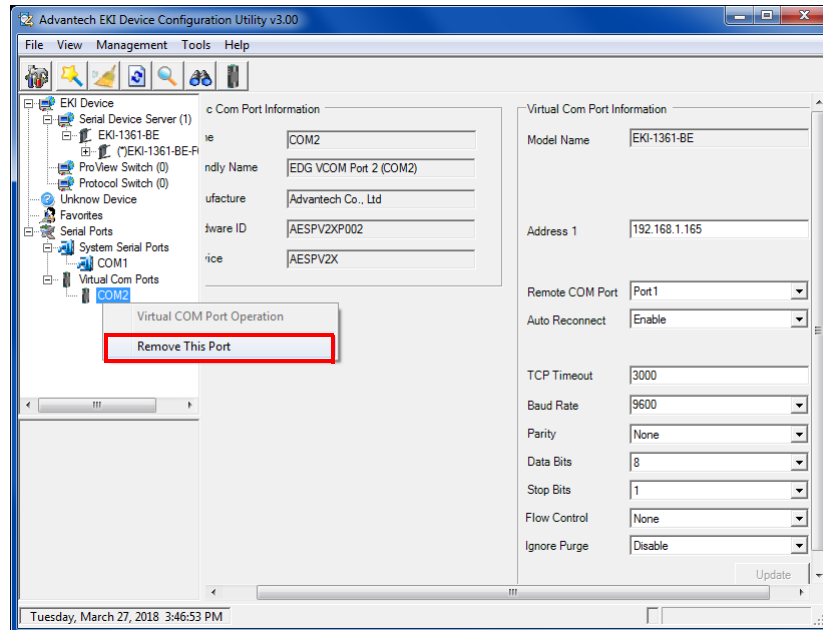 Advantech EKI Device Configuration Utility v3.00
File View Management Tools Help
EKI Device
Serial Device Server (1)
EKI-1361-BE
(*)EKI-1361-BE-F
ProView Switch (0)
Protocol Switch (0)
Unknow Device
Favorites
Serial Ports
System Serial Ports
COM1
Virtual Com Ports
COM2
Virtual COM Port Operation
Remove This Port
c Com Port Information
ne COM2
ndly Name EDG VCOM Port 2 (COM2)
ufacture Advantech Co., Ltd
dware ID AESPV2XP002
vice AESPV2X
Virtual Com Port Information
Model Name EKI-1361-BE
Address 1 192.168.1.165
Remote COM Port Port1
Auto Reconnect Enable
TCP Timeout 3000
Baud Rate 9600
Parity None
Data Bits 8
Stop Bits 1
Flow Control None
Ignore Purge Disable
Update
Tuesday, March 27, 2018 3:46:53 PM